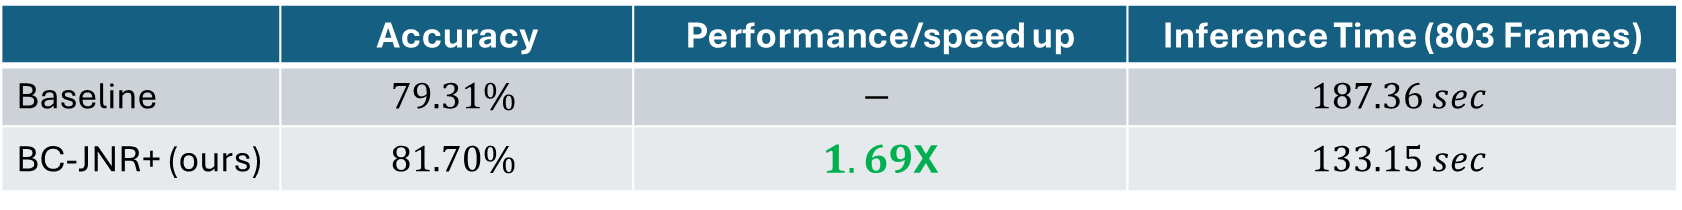 Accuracy Performance/speed up Inference Time (803 Frames)
Baseline 79.31% − 187.36 sec
BC-JNR+ (ours) 81.70% 1.69X 133.15 sec